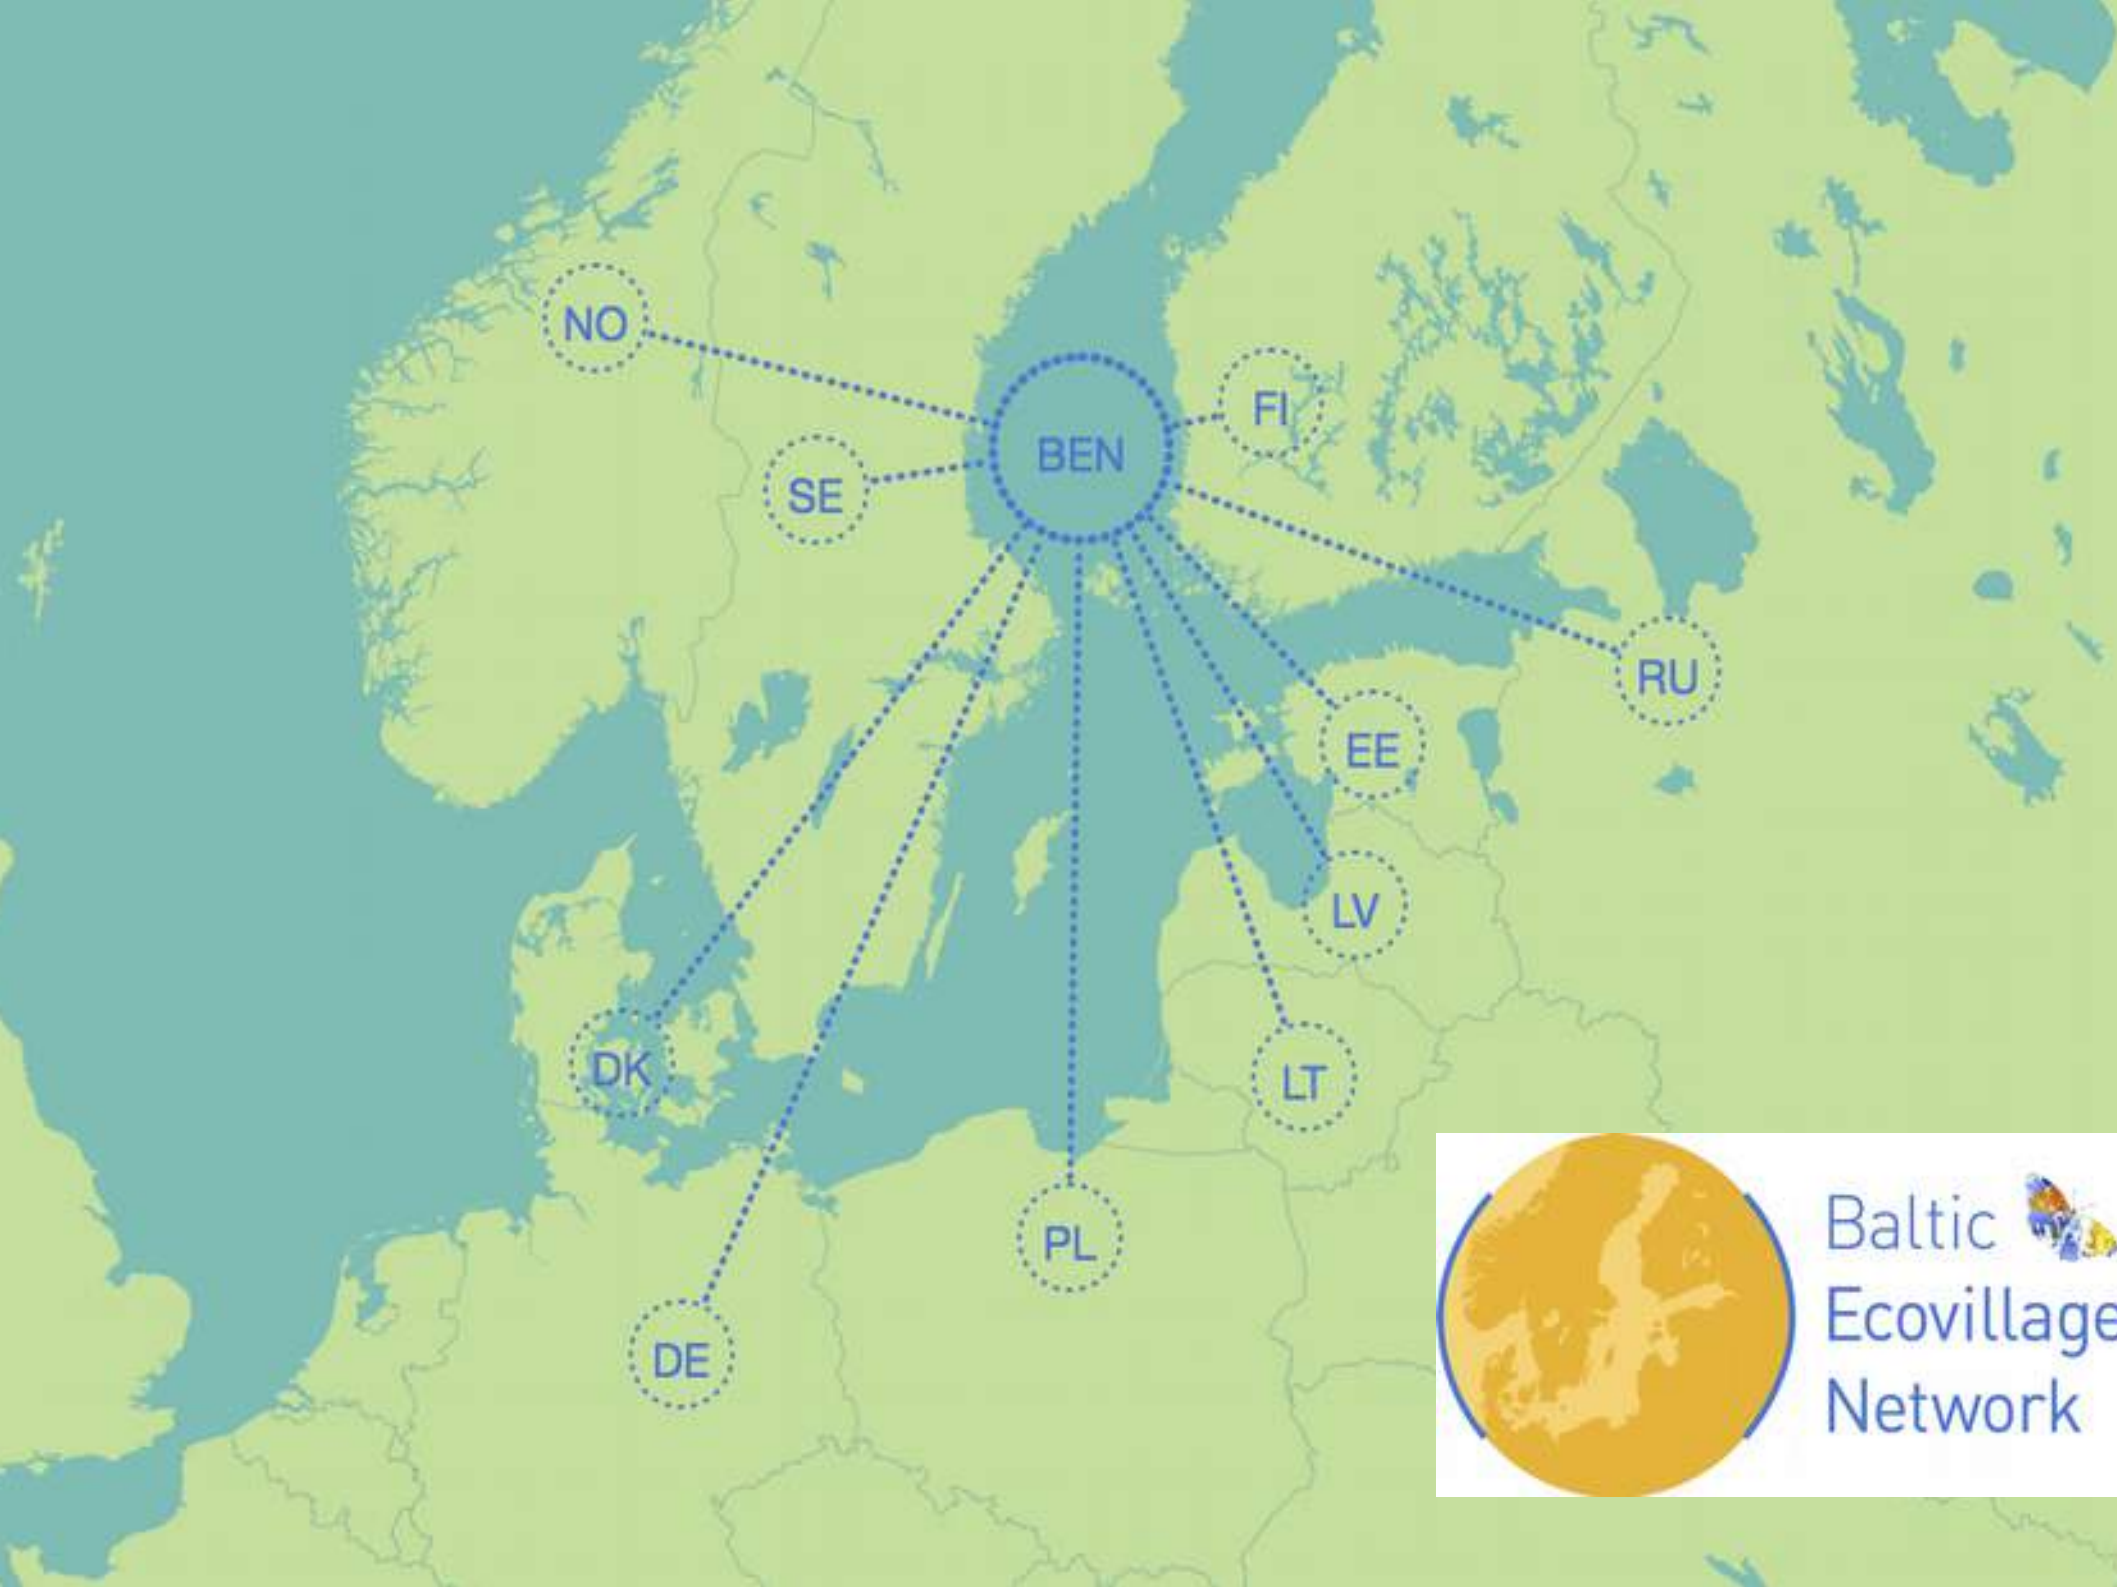 NO
FI
BEN
SE
RU
EE
LV
DK
LT
PL
DE
Baltic
Ecovillage
Network